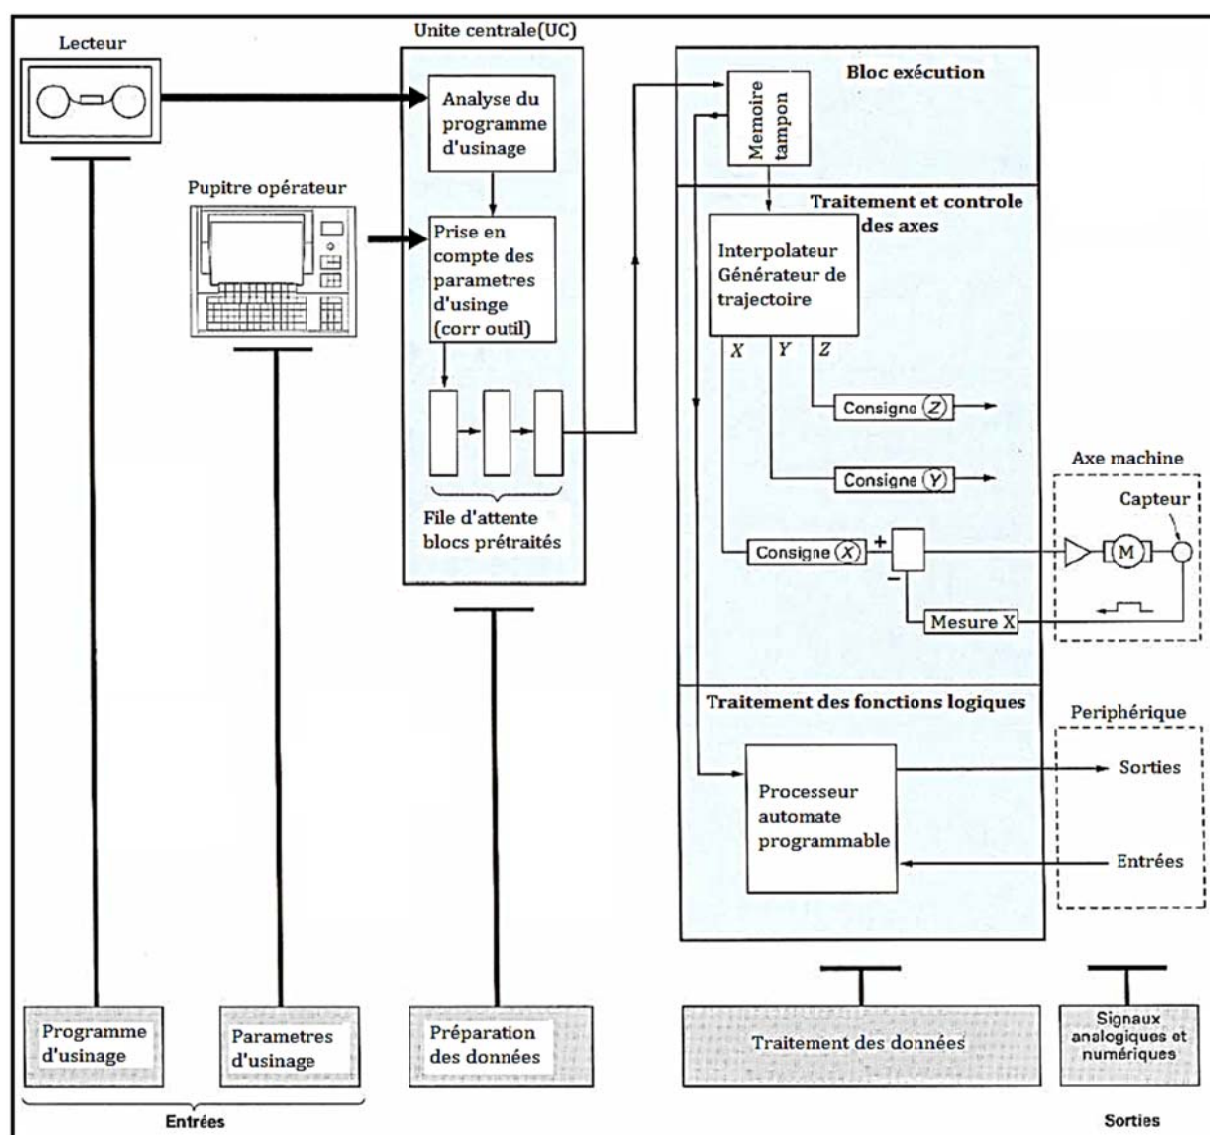 Unite centrale(UC)
Lecteur
Analyse du
programme
d'usinage
Pupitre opérateur
Prise en
compte des
parametres
d'usinge
(corr outil)
File d'attente
blocs prétraités
Bloc exécution
Memoire
tampon
Traitement et controle
des axes
Interpolateur
Générateur de
trajectoire
X Y Z
Consigne Z
Consigne Y
Consigne X
+
−
Mesure X
Axe machine
Capteur
M
Traitement des fonctions logiques
Processeur
automate
programmable
Periphérique
Sorties
Entrées
Programme
d'usinage
Parametres
d'usinage
Préparation
des données
Traitement des données
Signaux
analogiques et
numériques
Entrées
Sorties